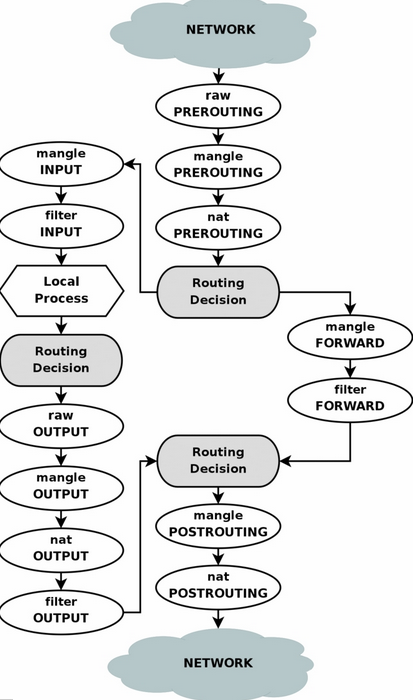 NETWORK
raw
PREROUTING
mangle
PREROUTING
nat
PREROUTING
Routing
Decision
mangle
INPUT
filter
INPUT
Local
Process
Routing
Decision
raw
OUTPUT
mangle
OUTPUT
nat
OUTPUT
filter
OUTPUT
mangle
FORWARD
filter
FORWARD
Routing
Decision
mangle
POSTROUTING
nat
POSTROUTING
NETWORK